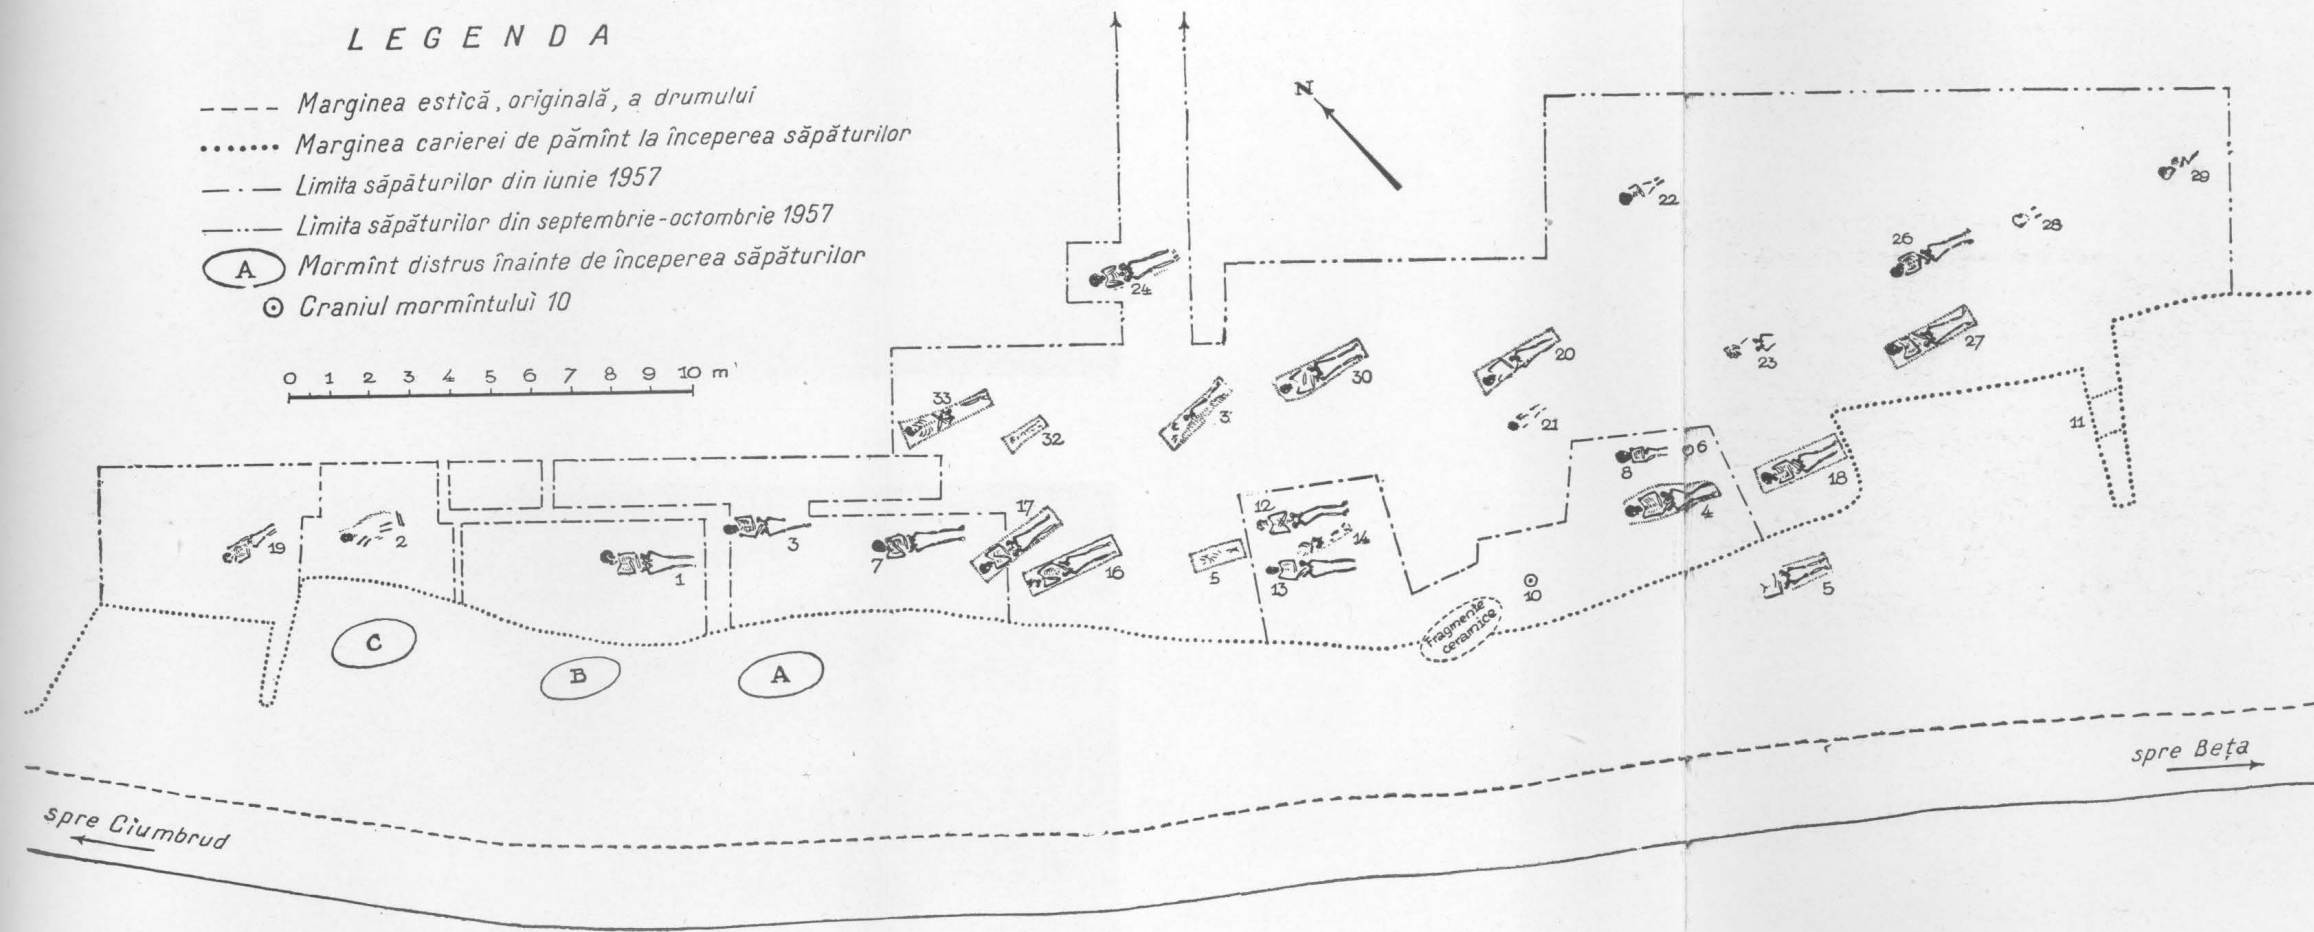 LEGENDA
Marginea estică, originală, a drumului
Marginea carierei de pămînt la începerea săpăturilor
Limita săpăturilor din iunie 1957
Limita săpăturilor din septembrie-octombrie 1957
A Mormînt distrus înainte de începerea săpăturilor
Craniul mormîntului 10
0 1 2 3 4 5 6 7 8 9 10 m
N
22
29
28
26
24
27
23
20
30
33
32
3
21
11
8
6
18
4
12
17
14
19
2
3
7
1
16
5
13
10
5
Fragmente
ceramice
C
B
A
spre Beța
spre Ciumbrud